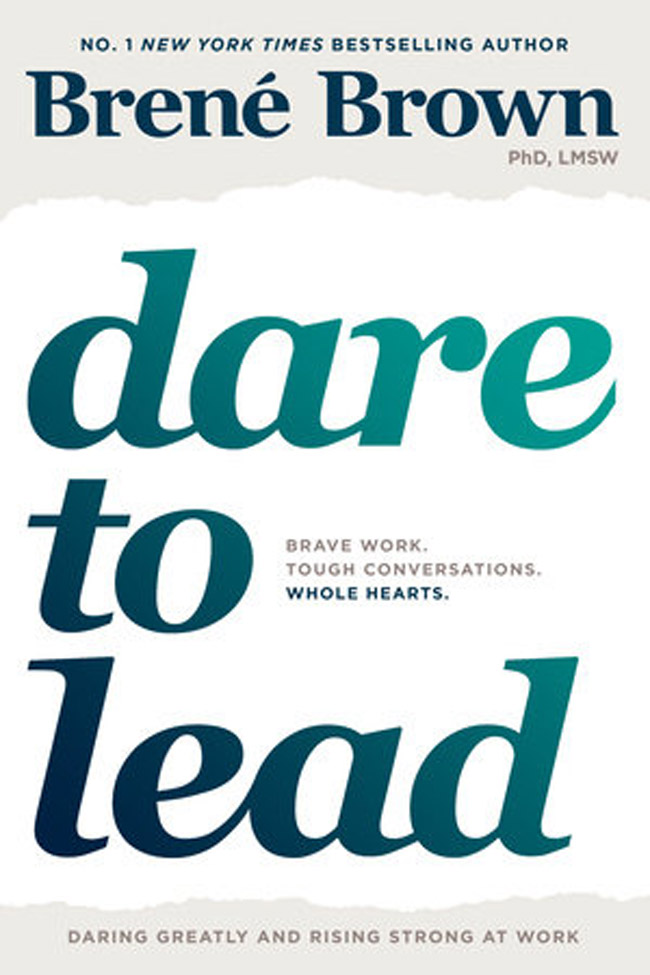 NO. 1 NEW YORK TIMES BESTSELLING AUTHOR
Brené Brown
PhD, LMSW
dare
to
BRAVE WORK.
TOUGH CONVERSATIONS.
WHOLE HEARTS.
lead
DARING GREATLY AND RISING STRONG AT WORK